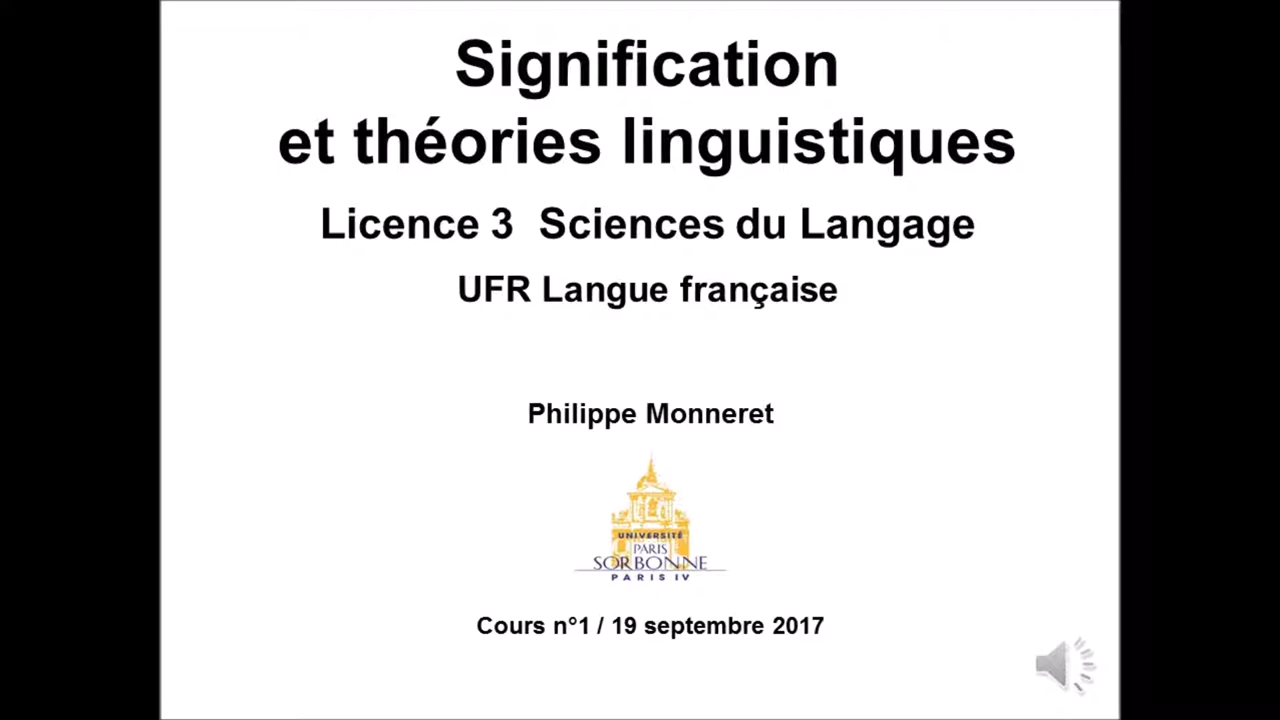 Signification
et théories linguistiques
Licence 3 Sciences du Langage
UFR Langue française
Philippe Monneret
UNIVERSITÉ
PARIS
SORBONNE
PARIS IV
Cours n°1 / 19 septembre 2017